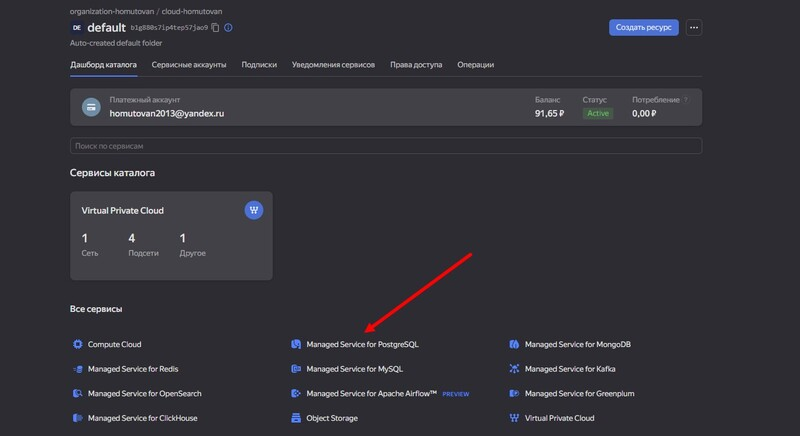 organization-homutovan / cloud-homutovan
DE default b1g880s7ip4tep57jao9
Auto-created default folder
Создать ресурс
Дашборд каталога Сервисные аккаунты Подписки Уведомления сервисов Права доступа Операции
Платежный аккаунт Баланс Статус Потребление ?
homutovan2013@yandex.ru 91,65 ₽ Active 0,00 ₽
Поиск по сервисам
Сервисы каталога
Virtual Private Cloud
1 4 1
Сеть Подсети Другое
Все сервисы
Compute Cloud Managed Service for PostgreSQL Managed Service for MongoDB
Managed Service for Redis Managed Service for MySQL Managed Service for Kafka
Managed Service for OpenSearch Managed Service for Apache Airflow™ PREVIEW Managed Service for Greenplum
Managed Service for ClickHouse Object Storage Virtual Private Cloud